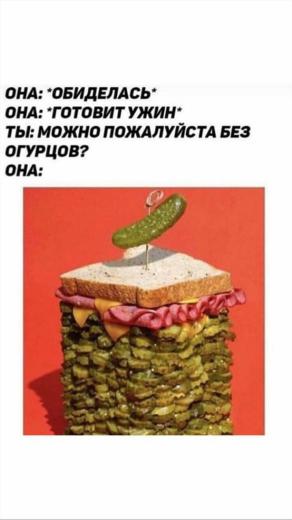 ОНА: *ОБИДЕЛАСЬ*
ОНА: *ГОТОВИТ УЖИН*
ТЫ: МОЖНО ПОЖАЛУЙСТА БЕЗ
ОГУРЦОВ?
ОНА: